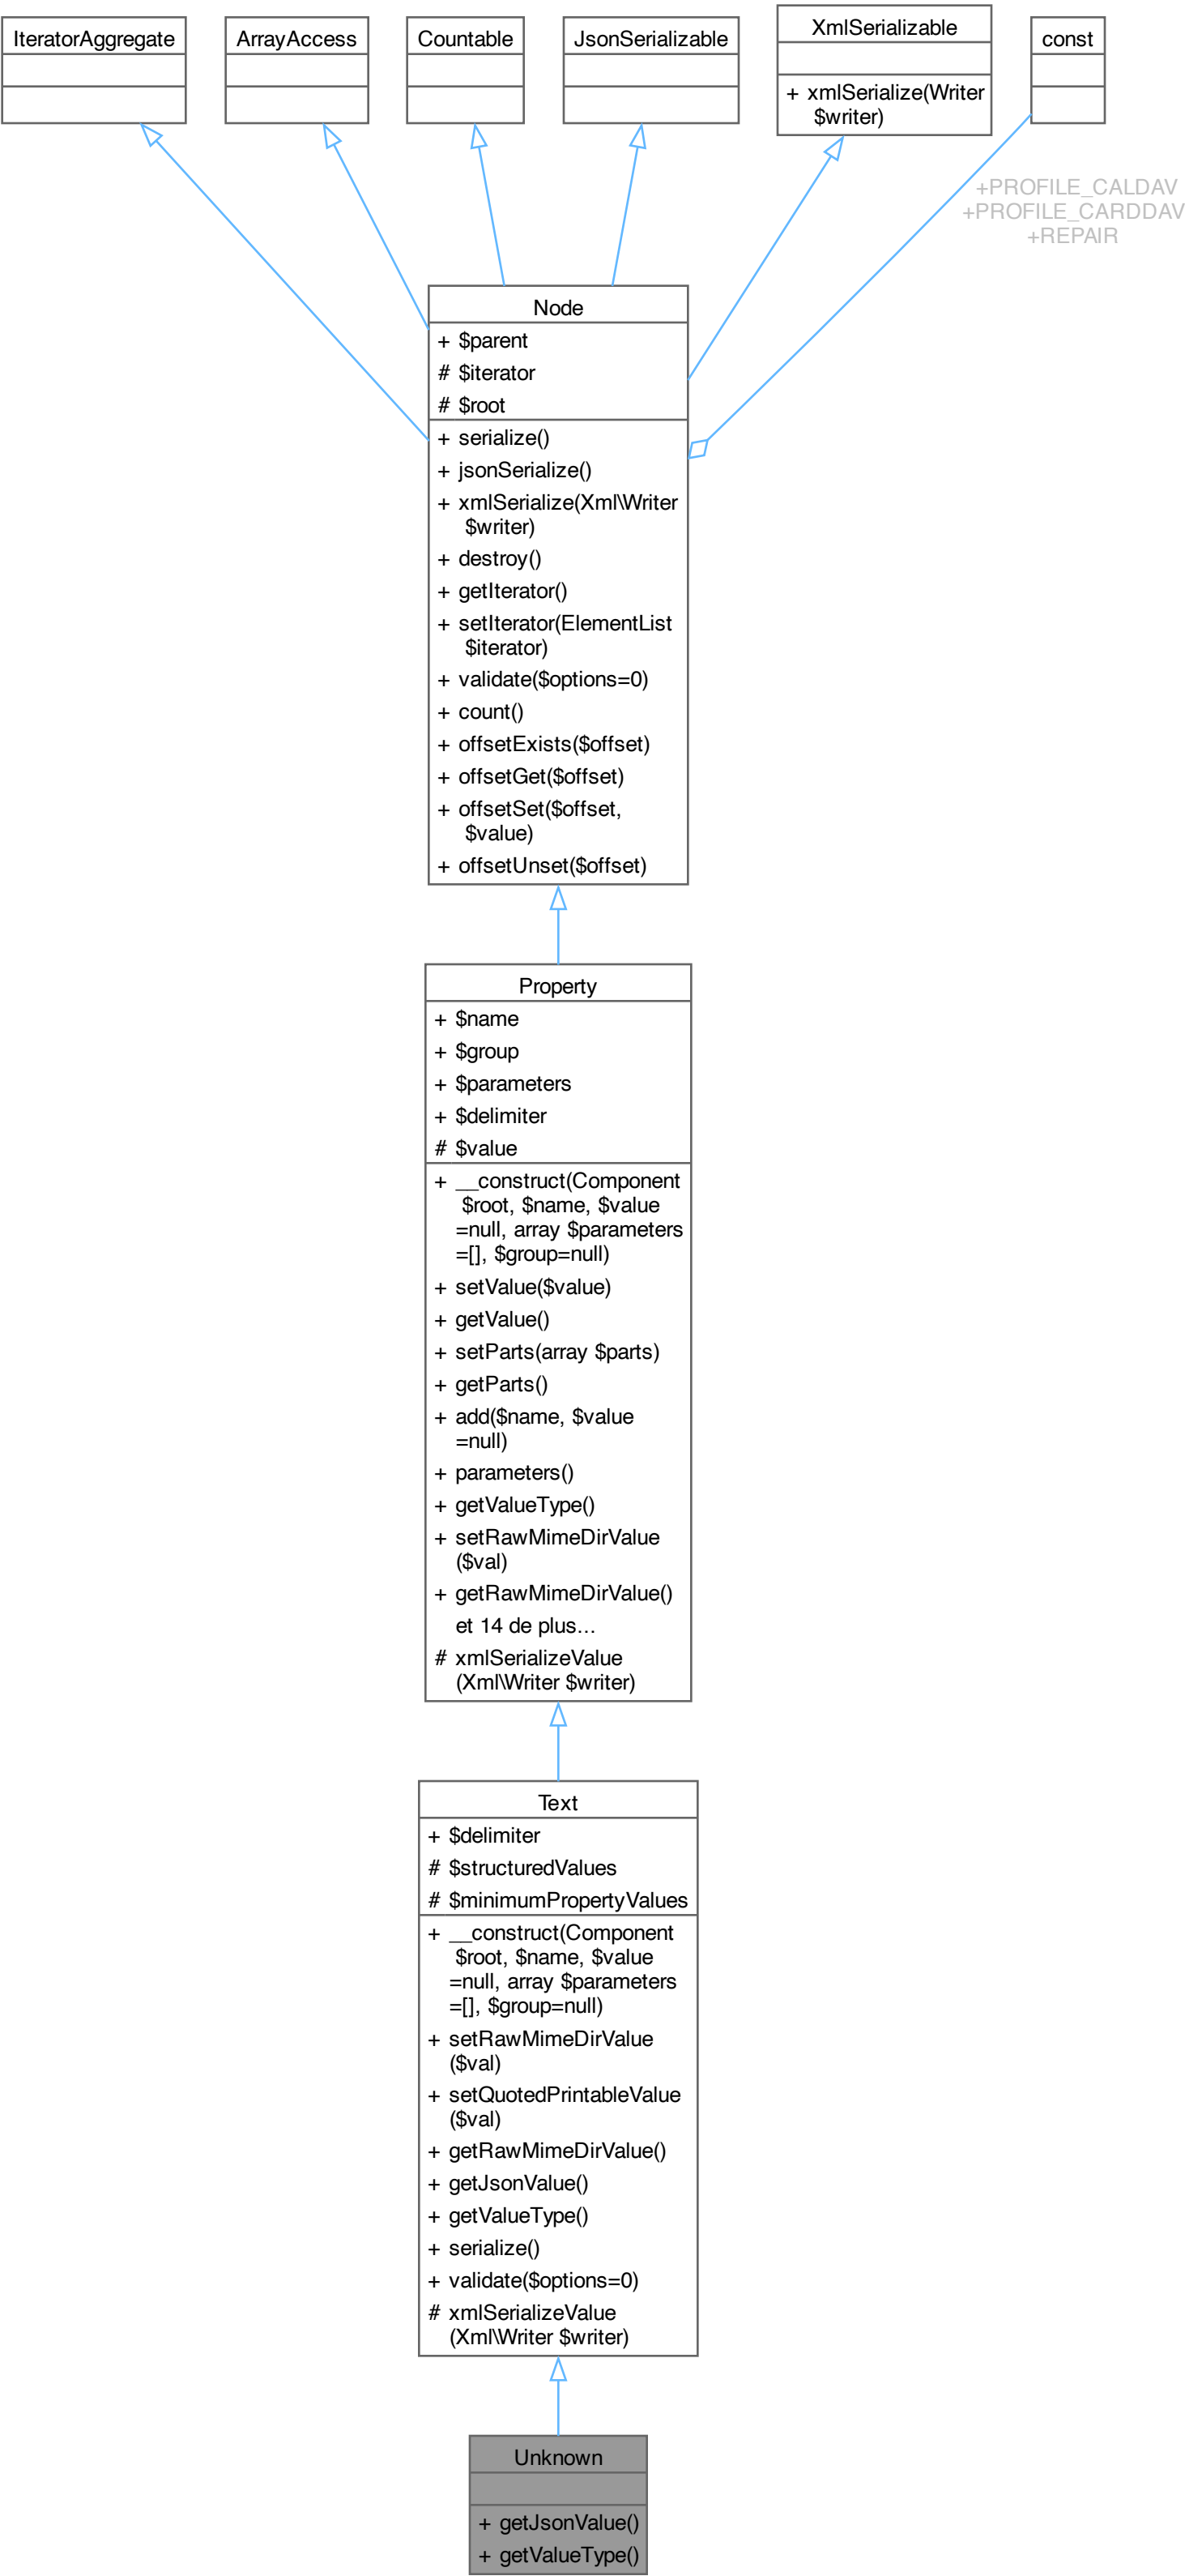 IteratorAggregate
ArrayAccess
Countable
JsonSerializable
XmlSerializable
+ xmlSerialize(Writer
$writer)
const
+PROFILE_CALDAV
+PROFILE_CARDDAV
+REPAIR
Node
+ $parent
# $iterator
# $root
+ serialize()
+ jsonSerialize()
+ xmlSerialize(Xml\Writer
$writer)
+ destroy()
+ getIterator()
+ setIterator(ElementList
$iterator)
+ validate($options=0)
+ count()
+ offsetExists($offset)
+ offsetGet($offset)
+ offsetSet($offset,
$value)
+ offsetUnset($offset)
Property
+ $name
+ $group
+ $parameters
+ $delimiter
# $value
+ __construct(Component
$root, $name, $value
=null, array $parameters
=[], $group=null)
+ setValue($value)
+ getValue()
+ setParts(array $parts)
+ getParts()
+ add($name, $value
=null)
+ parameters()
+ getValueType()
+ setRawMimeDirValue
($val)
+ getRawMimeDirValue()
et 14 de plus...
# xmlSerializeValue
(Xml\Writer $writer)
Text
+ $delimiter
# $structuredValues
# $minimumPropertyValues
+ __construct(Component
$root, $name, $value
=null, array $parameters
=[], $group=null)
+ setRawMimeDirValue
($val)
+ setQuotedPrintableValue
($val)
+ getRawMimeDirValue()
+ getJsonValue()
+ getValueType()
+ serialize()
+ validate($options=0)
# xmlSerializeValue
(Xml\Writer $writer)
Unknown
+ getJsonValue()
+ getValueType()